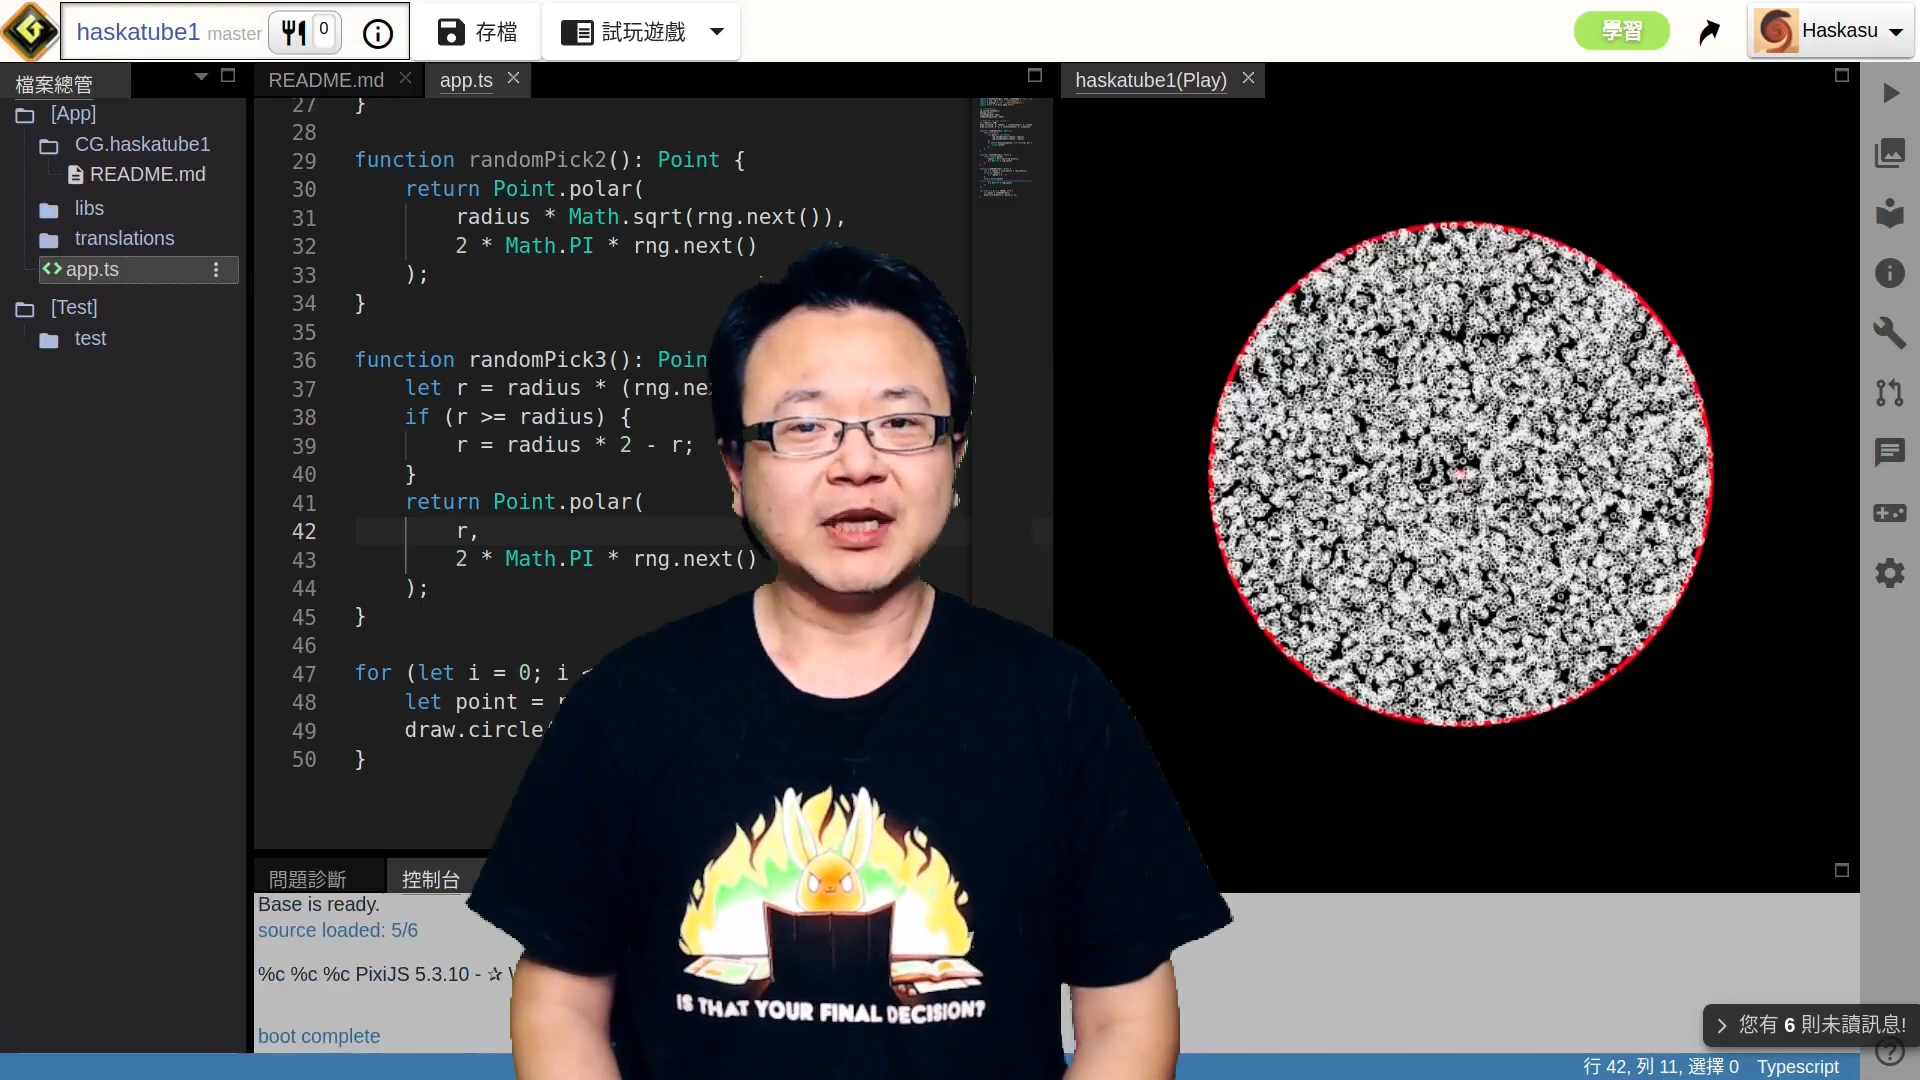 haskatube1 master
0
存檔
試玩遊戲
學習
Haskasu
檔案總管
[App]
CG.haskatube1
README.md
libs
translations
app.ts
[Test]
test
README.md
app.ts
27 }
28
29 function randomPick2(): Point {
30 return Point.polar(
31 radius * Math.sqrt(rng.next()),
32 2 * Math.PI * rng.next()
33 );
34 }
35
36 function randomPick3(): Poin
37 let r = radius * (rng.ne
38 if (r >= radius) {
39 r = radius * 2 - r;
40 }
41 return Point.polar(
42 r,
43 2 * Math.PI * rng.next()
44 );
45 }
46
47 for (let i = 0; i <
48 let point =
49 draw.circle
50 }
haskatube1(Play)
問題診斷
控制台
Base is ready.
source loaded: 5/6
%c %c %c PixiJS 5.3.10 - ✰
boot complete
IS THAT YOUR FINAL DECISION?
您有 6 則未讀訊息!
行 42, 列 11, 選擇 0 Typescript